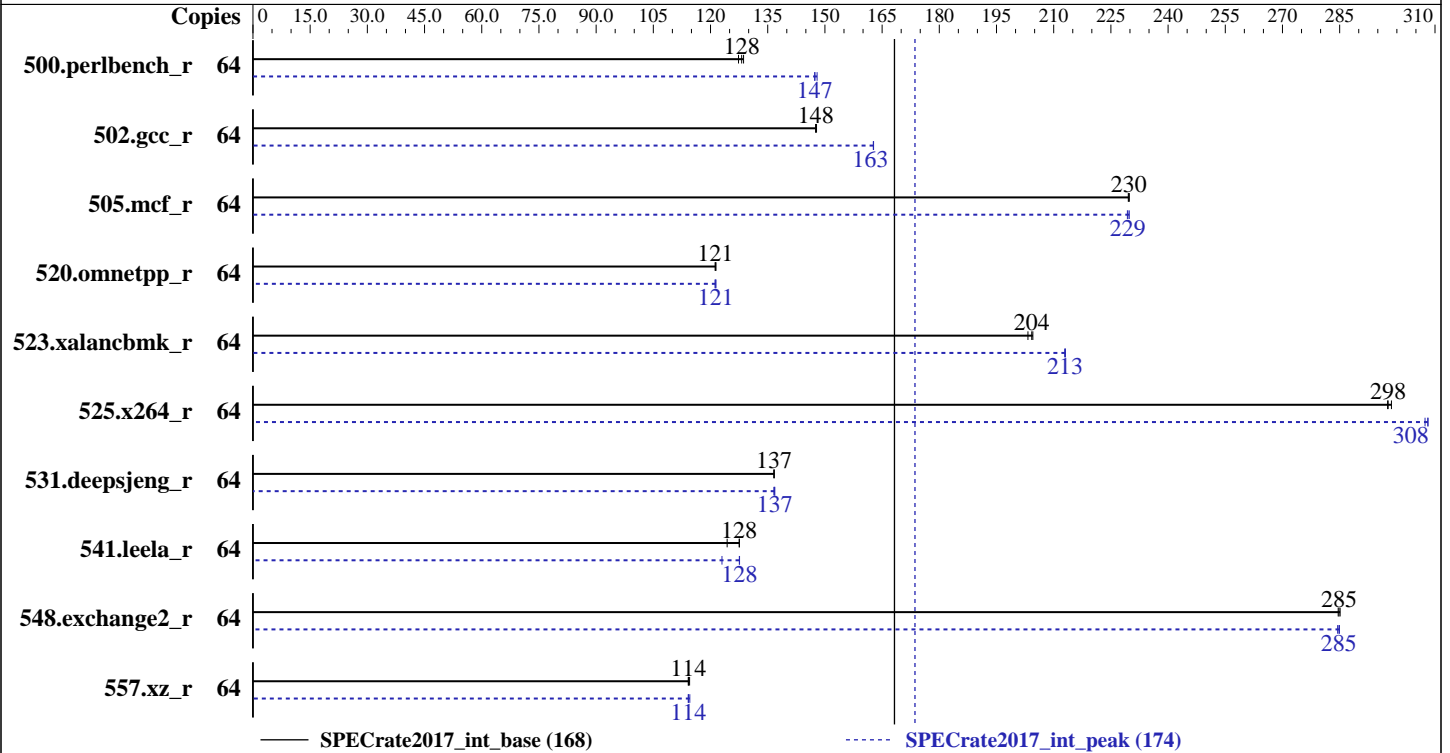 Copies 0 15.0 30.0 45.0 60.0 75.0 90.0 105 120 135 150 165 180 195 210 225 240 255 270 285 310
128
500.perlbench_r 64
147
148
502.gcc_r 64
163
230
505.mcf_r 64
229
121
520.omnetpp_r 64
121
204
523.xalancbmk_r 64
213
298
525.x264_r 64
308
137
531.deepsjeng_r 64
137
128
541.leela_r 64
128
285
548.exchange2_r 64
285
114
557.xz_r 64
114
SPECrate2017_int_base (168) SPECrate2017_int_peak (174)